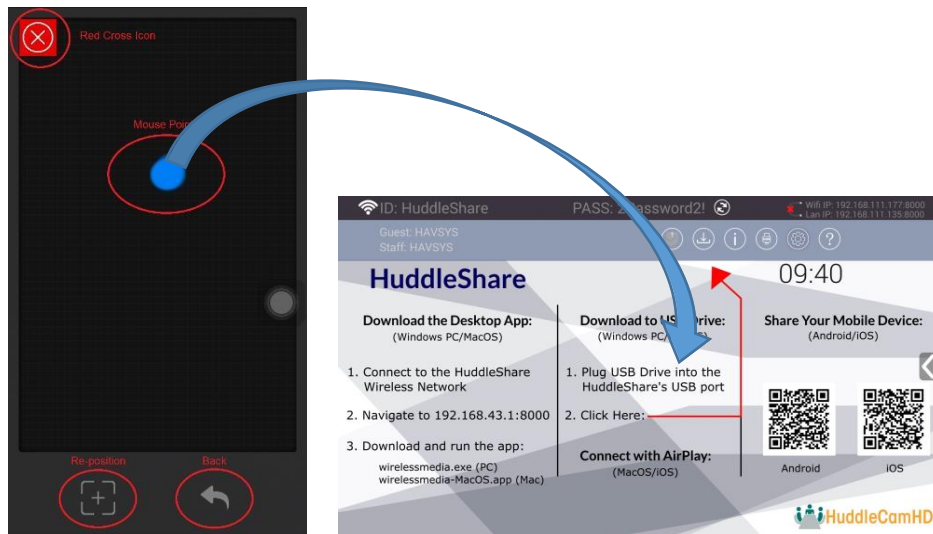 Red Cross Icon
Mouse
Re-position
Back
ID: HuddleShare
PASS:
Wifi IP: 192.168.111.177:8000
Lan IP: 192.168.111.135:8000
Guest: HAVSYS
Staff: HAVSYS
HuddleShare
09:40
Download the Desktop App:
(Windows PC/MacOS)
1. Connect to the HuddleShare
Wireless Network
2. Navigate to 192.168.43.1:8000
3. Download and run the app:
wirelessmedia.exe (PC)
wirelessmedia-MacOS.app (Mac)
Download to USB Drive:
(Windows
1. Plug USB Drive into the
HuddleShare's USB port
2. Click Here:
Connect with AirPlay:
(MacOS/iOS)
Share Your Mobile Device:
(Android/iOS)
Android
iOS
HuddleCamHD